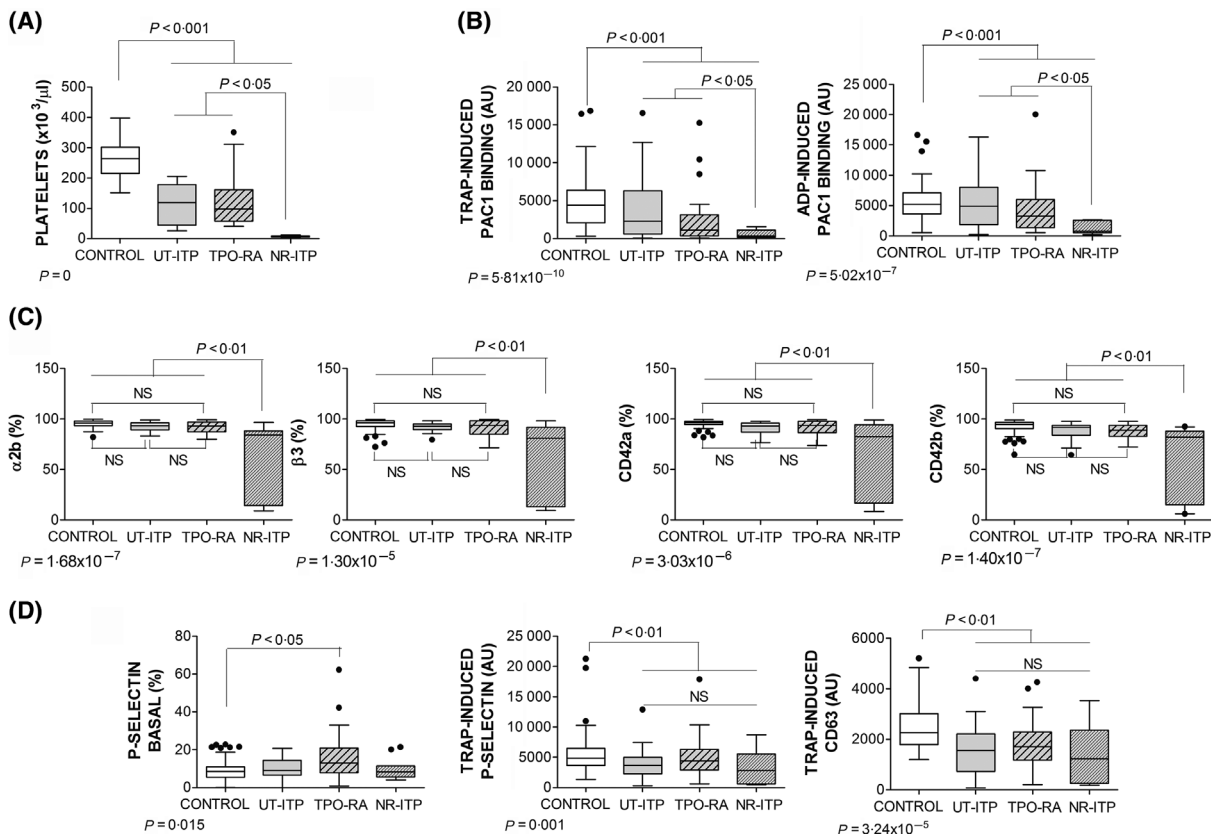 (A)
P < 0·001
P < 0·05
PLATELETS (x10³/µl)
500
400
300
200
100
0
CONTROL UT-ITP TPO-RA NR-ITP
P = 0
(B)
P < 0·001
P < 0·05
TRAP-INDUCED
PAC1 BINDING (AU)
20 000
15 000
10 000
5000
0
CONTROL UT-ITP TPO-RA NR-ITP
P = 5·81x10⁻¹⁰
P < 0·001
P < 0·05
ADP-INDUCED
PAC1 BINDING (AU)
25 000
20 000
15 000
10 000
5000
0
CONTROL UT-ITP TPO-RA NR-ITP
P = 5·02x10⁻⁷
(C)
P < 0·01
NS
NS NS
α2b (%)
150
100
50
0
CONTROL UT-ITP TPO-RA NR-ITP
P = 1·68x10⁻⁷
P < 0·01
NS
NS NS
β3 (%)
150
100
50
0
CONTROL UT-ITP TPO-RA NR-ITP
P = 1·30x10⁻⁵
P < 0·01
NS
NS NS
CD42a (%)
150
100
50
0
CONTROL UT-ITP TPO-RA NR-ITP
P = 3·03x10⁻⁶
P < 0·01
NS
NS NS
CD42b (%)
150
100
50
0
CONTROL UT-ITP TPO-RA NR-ITP
P = 1·40x10⁻⁷
(D)
P < 0·05
P-SELECTIN
BASAL (%)
80
60
40
20
0
CONTROL UT-ITP TPO-RA NR-ITP
P = 0·015
P < 0·01
NS
TRAP-INDUCED
P-SELECTIN (AU)
25 000
20 000
15 000
10 000
5000
0
CONTROL UT-ITP TPO-RA NR-ITP
P = 0·001
P < 0·01
NS
TRAP-INDUCED
CD63 (AU)
6000
4000
2000
0
CONTROL UT-ITP TPO-RA NR-ITP
P = 3·24x10⁻⁵